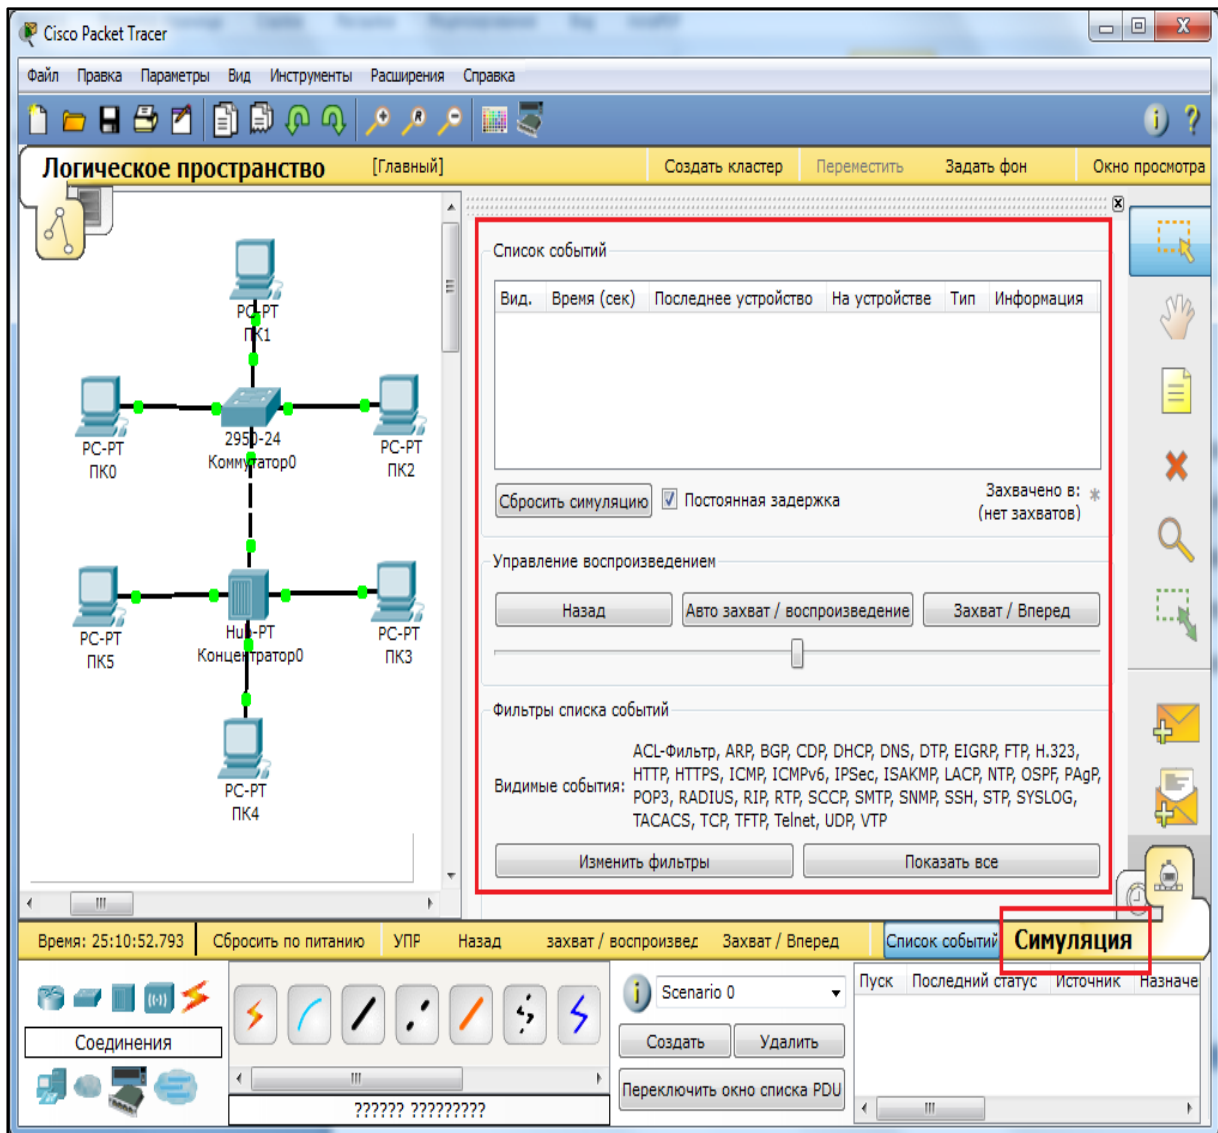 Cisco Packet Tracer
Файл Правка Параметры Вид Инструменты Расширения Справка
Логическое пространство [Главный] Создать кластер Переместить Задать фон Окно просмотра
PC-PT
ПК1
PC-PT
ПК0
2950-24
Коммутатор0
PC-PT
ПК2
PC-PT
ПК5
Hub-PT
Концентратор0
PC-PT
ПК3
PC-PT
ПК4
Список событий
Вид. Время (сек) Последнее устройство На устройстве Тип Информация
Сбросить симуляцию Постоянная задержка Захвачено в: *
(нет захватов)
Управление воспроизведением
Назад Авто захват / воспроизведение Захват / Вперед
Фильтры списка событий
Видимые события:
ACL-Фильтр, ARP, BGP, CDP, DHCP, DNS, DTP, EIGRP, FTP, H.323,
HTTP, HTTPS, ICMP, ICMPv6, IPSec, ISAKMP, LACP, NTP, OSPF, PAgP,
POP3, RADIUS, RIP, RTP, SCCP, SMTP, SNMP, SSH, STP, SYSLOG,
TACACS, TCP, TFTP, Telnet, UDP, VTP
Изменить фильтры Показать все
Время: 25:10:52.793 Сбросить по питанию УПР Назад захват / воспроизвед Захват / Вперед Список событий Симуляция
Соединения
?????? ?????????
Scenario 0
Создать Удалить
Переключить окно списка PDU
Пуск Последний статус Источник Назначе